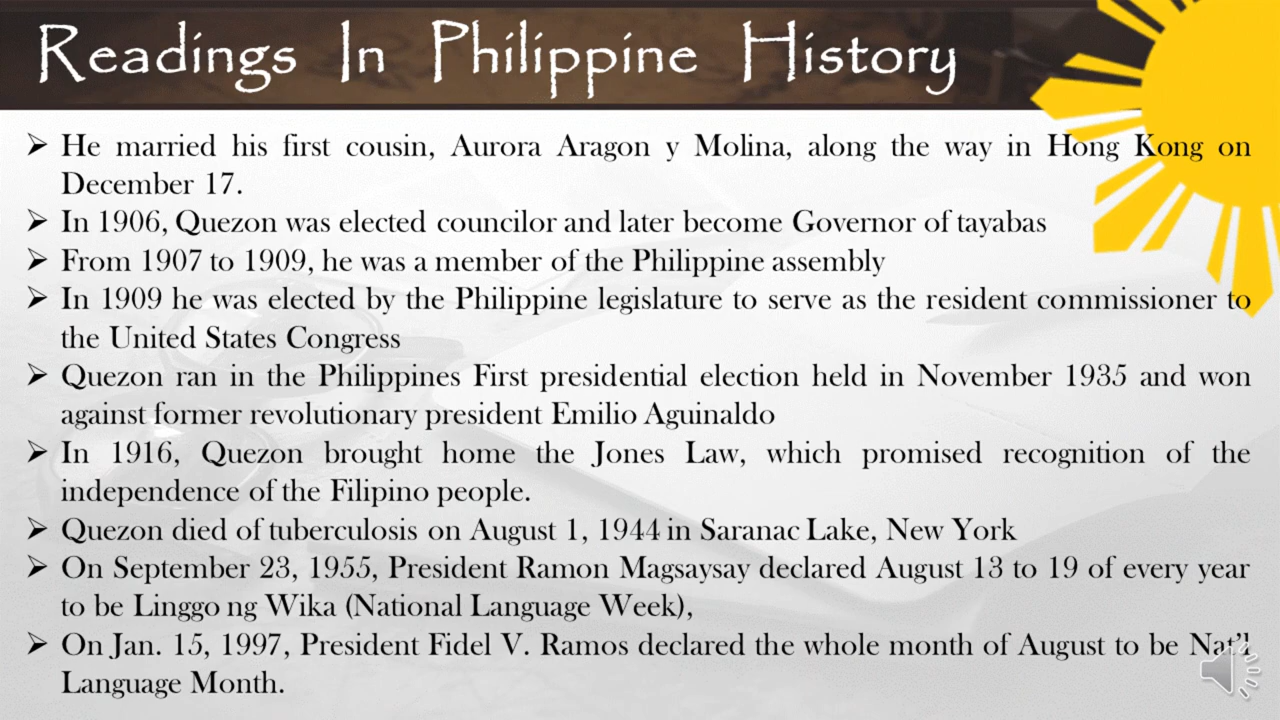 Readings In Philippine History
➢ He married his first cousin, Aurora Aragon y Molina, along the way in Hong Kong on
December 17.
➢ In 1906, Quezon was elected councilor and later become Governor of tayabas
➢ From 1907 to 1909, he was a member of the Philippine assembly
➢ In 1909 he was elected by the Philippine legislature to serve as the resident commissioner to
the United States Congress
➢ Quezon ran in the Philippines First presidential election held in November 1935 and won
against former revolutionary president Emilio Aguinaldo
➢ In 1916, Quezon brought home the Jones Law, which promised recognition of the
independence of the Filipino people.
➢ Quezon died of tuberculosis on August 1, 1944 in Saranac Lake, New York
➢ On September 23, 1955, President Ramon Magsaysay declared August 13 to 19 of every year
to be Linggo ng Wika (National Language Week),
➢ On Jan. 15, 1997, President Fidel V. Ramos declared the whole month of August to be Nat’l
Language Month.